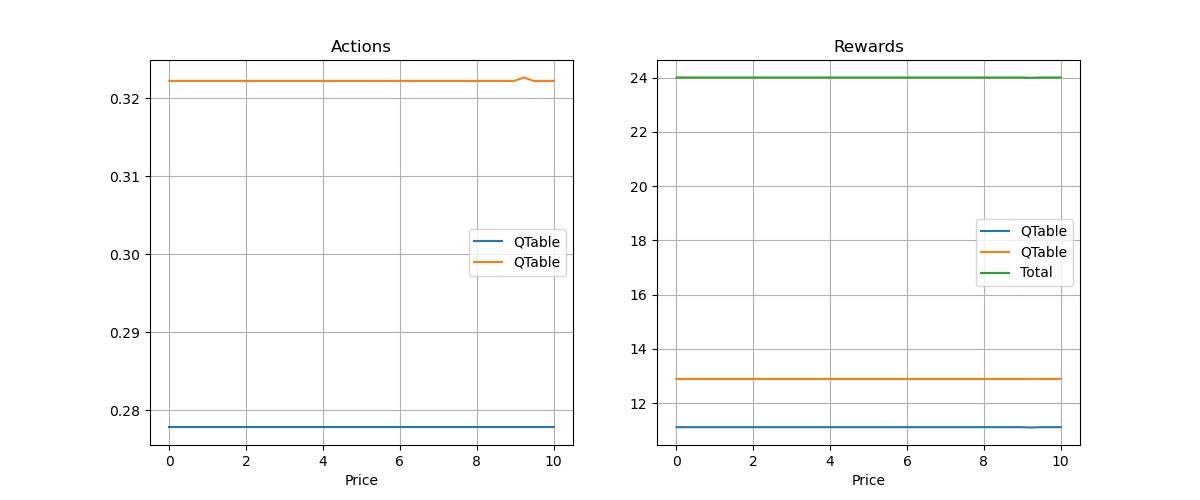 Actions
0.32
0.31
0.30
0.29
0.28
0 2 4 6 8 10
Price
QTable
QTable
Rewards
24
22
20
18
16
14
12
0 2 4 6 8 10
Price
QTable
QTable
Total